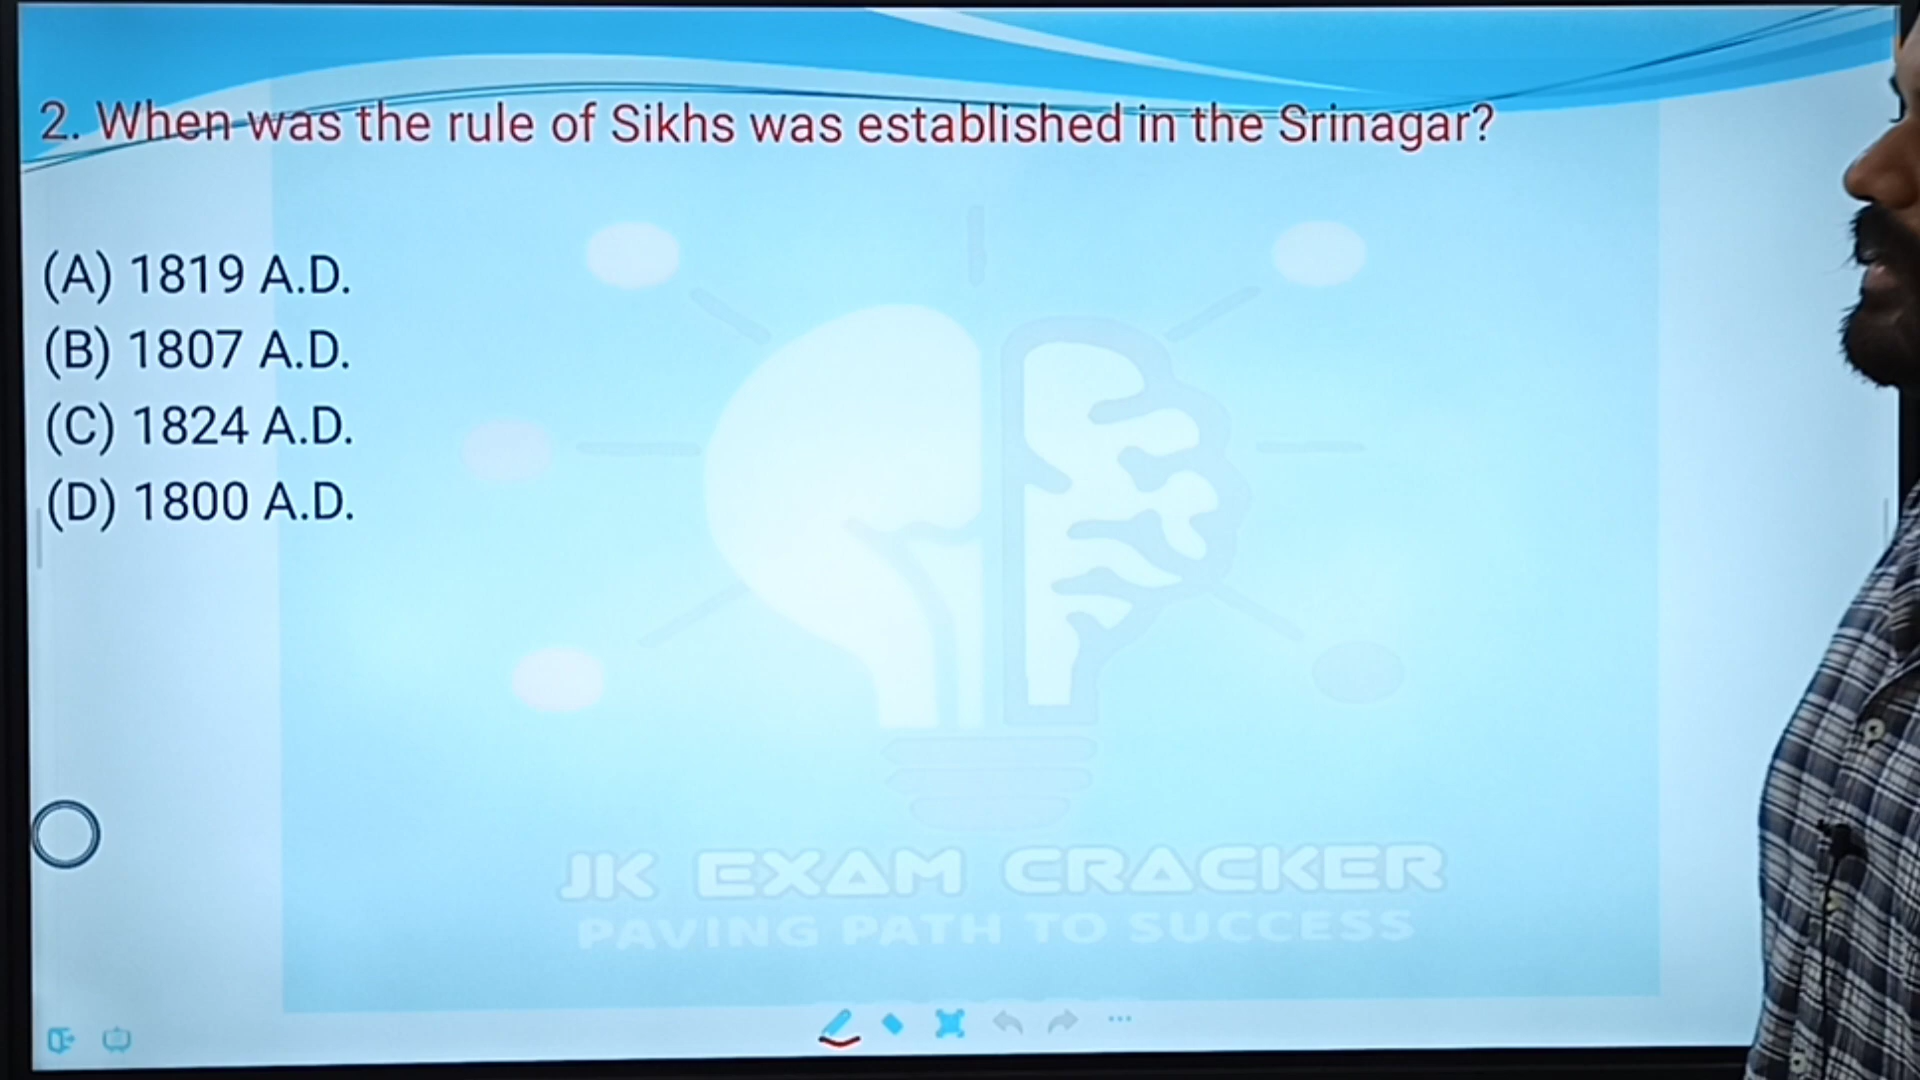 2. When was the rule of Sikhs was established in the Srinagar?
(A) 1819 A.D.
(B) 1807 A.D.
(C) 1824 A.D.
(D) 1800 A.D.
JK EXAM CRACKER
PAVING PATH TO SUCCESS